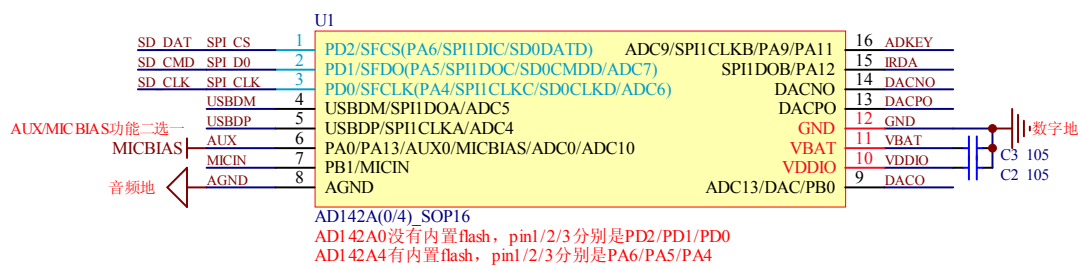 U1
SD_DAT SPI_CS 1 PD2/SFCS(PA6/SPI1DIC/SD0DATD) ADC9/SPI1CLKB/PA9/PA11 16 ADKEY
SD_CMD SPI_D0 2 PD1/SFDO(PA5/SPI1DOC/SD0CMDD/ADC7) SPI1DOB/PA12 15 IRDA
SD_CLK SPI_CLK 3 PD0/SFCLK(PA4/SPI1CLKC/SD0CLKD/ADC6) DACNO 14 DACNO
USBDM 4 USBDM/SPI1DOA/ADC5 DACPO 13 DACPO
AUX/MICBIAS功能二选一 USBDP 5 USBDP/SPI1CLKA/ADC4 GND 12 GND 数字地
MICBIAS AUX 6 PA0/PA13/AUX0/MICBIAS/ADC0/ADC10 VBAT 11 VBAT C3 105
MICIN 7 PB1/MICIN VDDIO 10 VDDIO C2 105
音频地 AGND 8 AGND ADC13/DAC/PB0 9 DACO
AD142A(0/4)_SOP16
AD142A0没有内置flash，pin1/2/3分别是PD2/PD1/PD0
AD142A4有内置flash，pin1/2/3分别是PA6/PA5/PA4